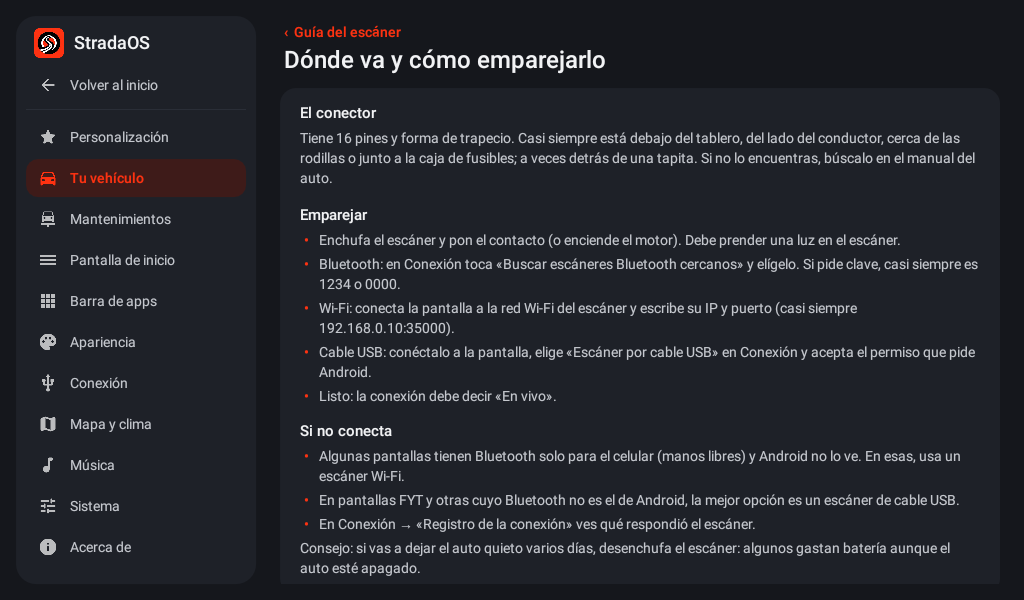 StradaOS
Volver al inicio
Personalización
Tu vehículo
Mantenimientos
Pantalla de inicio
Barra de apps
Apariencia
Conexión
Mapa y clima
Música
Sistema
Acerca de
‹ Guía del escáner
Dónde va y cómo emparejarlo
El conector
Tiene 16 pines y forma de trapecio. Casi siempre está debajo del tablero, del lado del conductor, cerca de las
rodillas o junto a la caja de fusibles; a veces detrás de una tapita. Si no lo encuentras, búscalo en el manual del
auto.
Emparejar
• Enchufa el escáner y pon el contacto (o enciende el motor). Debe prender una luz en el escáner.
• Bluetooth: en Conexión toca «Buscar escáneres Bluetooth cercanos» y elígelo. Si pide clave, casi siempre es
1234 o 0000.
• Wi-Fi: conecta la pantalla a la red Wi-Fi del escáner y escribe su IP y puerto (casi siempre
192.168.0.10:35000).
• Cable USB: conéctalo a la pantalla, elige «Escáner por cable USB» en Conexión y acepta el permiso que pide
Android.
• Listo: la conexión debe decir «En vivo».
Si no conecta
• Algunas pantallas tienen Bluetooth solo para el celular (manos libres) y Android no lo ve. En esas, usa un
escáner Wi-Fi.
• En pantallas FYT y otras cuyo Bluetooth no es el de Android, la mejor opción es un escáner de cable USB.
• En Conexión → «Registro de la conexión» ves qué respondió el escáner.
Consejo: si vas a dejar el auto quieto varios días, desenchufa el escáner: algunos gastan batería aunque el
auto esté apagado.